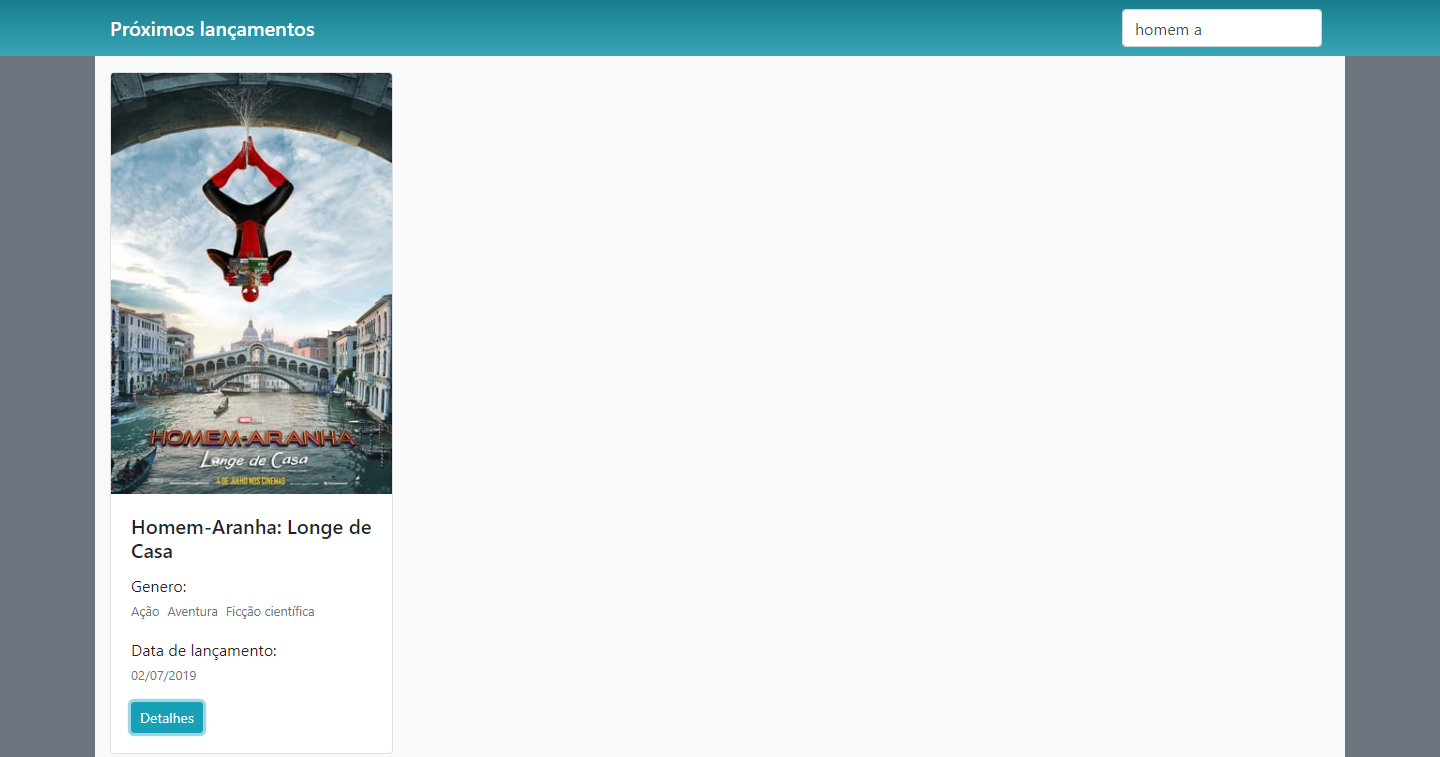 Próximos lançamentos
homem a
HOMEM-ARANHA
Longe de Casa
4 DE JULHO NOS CINEMAS
Homem-Aranha: Longe de
Casa
Genero:
Ação Aventura Ficção científica
Data de lançamento:
02/07/2019
Detalhes